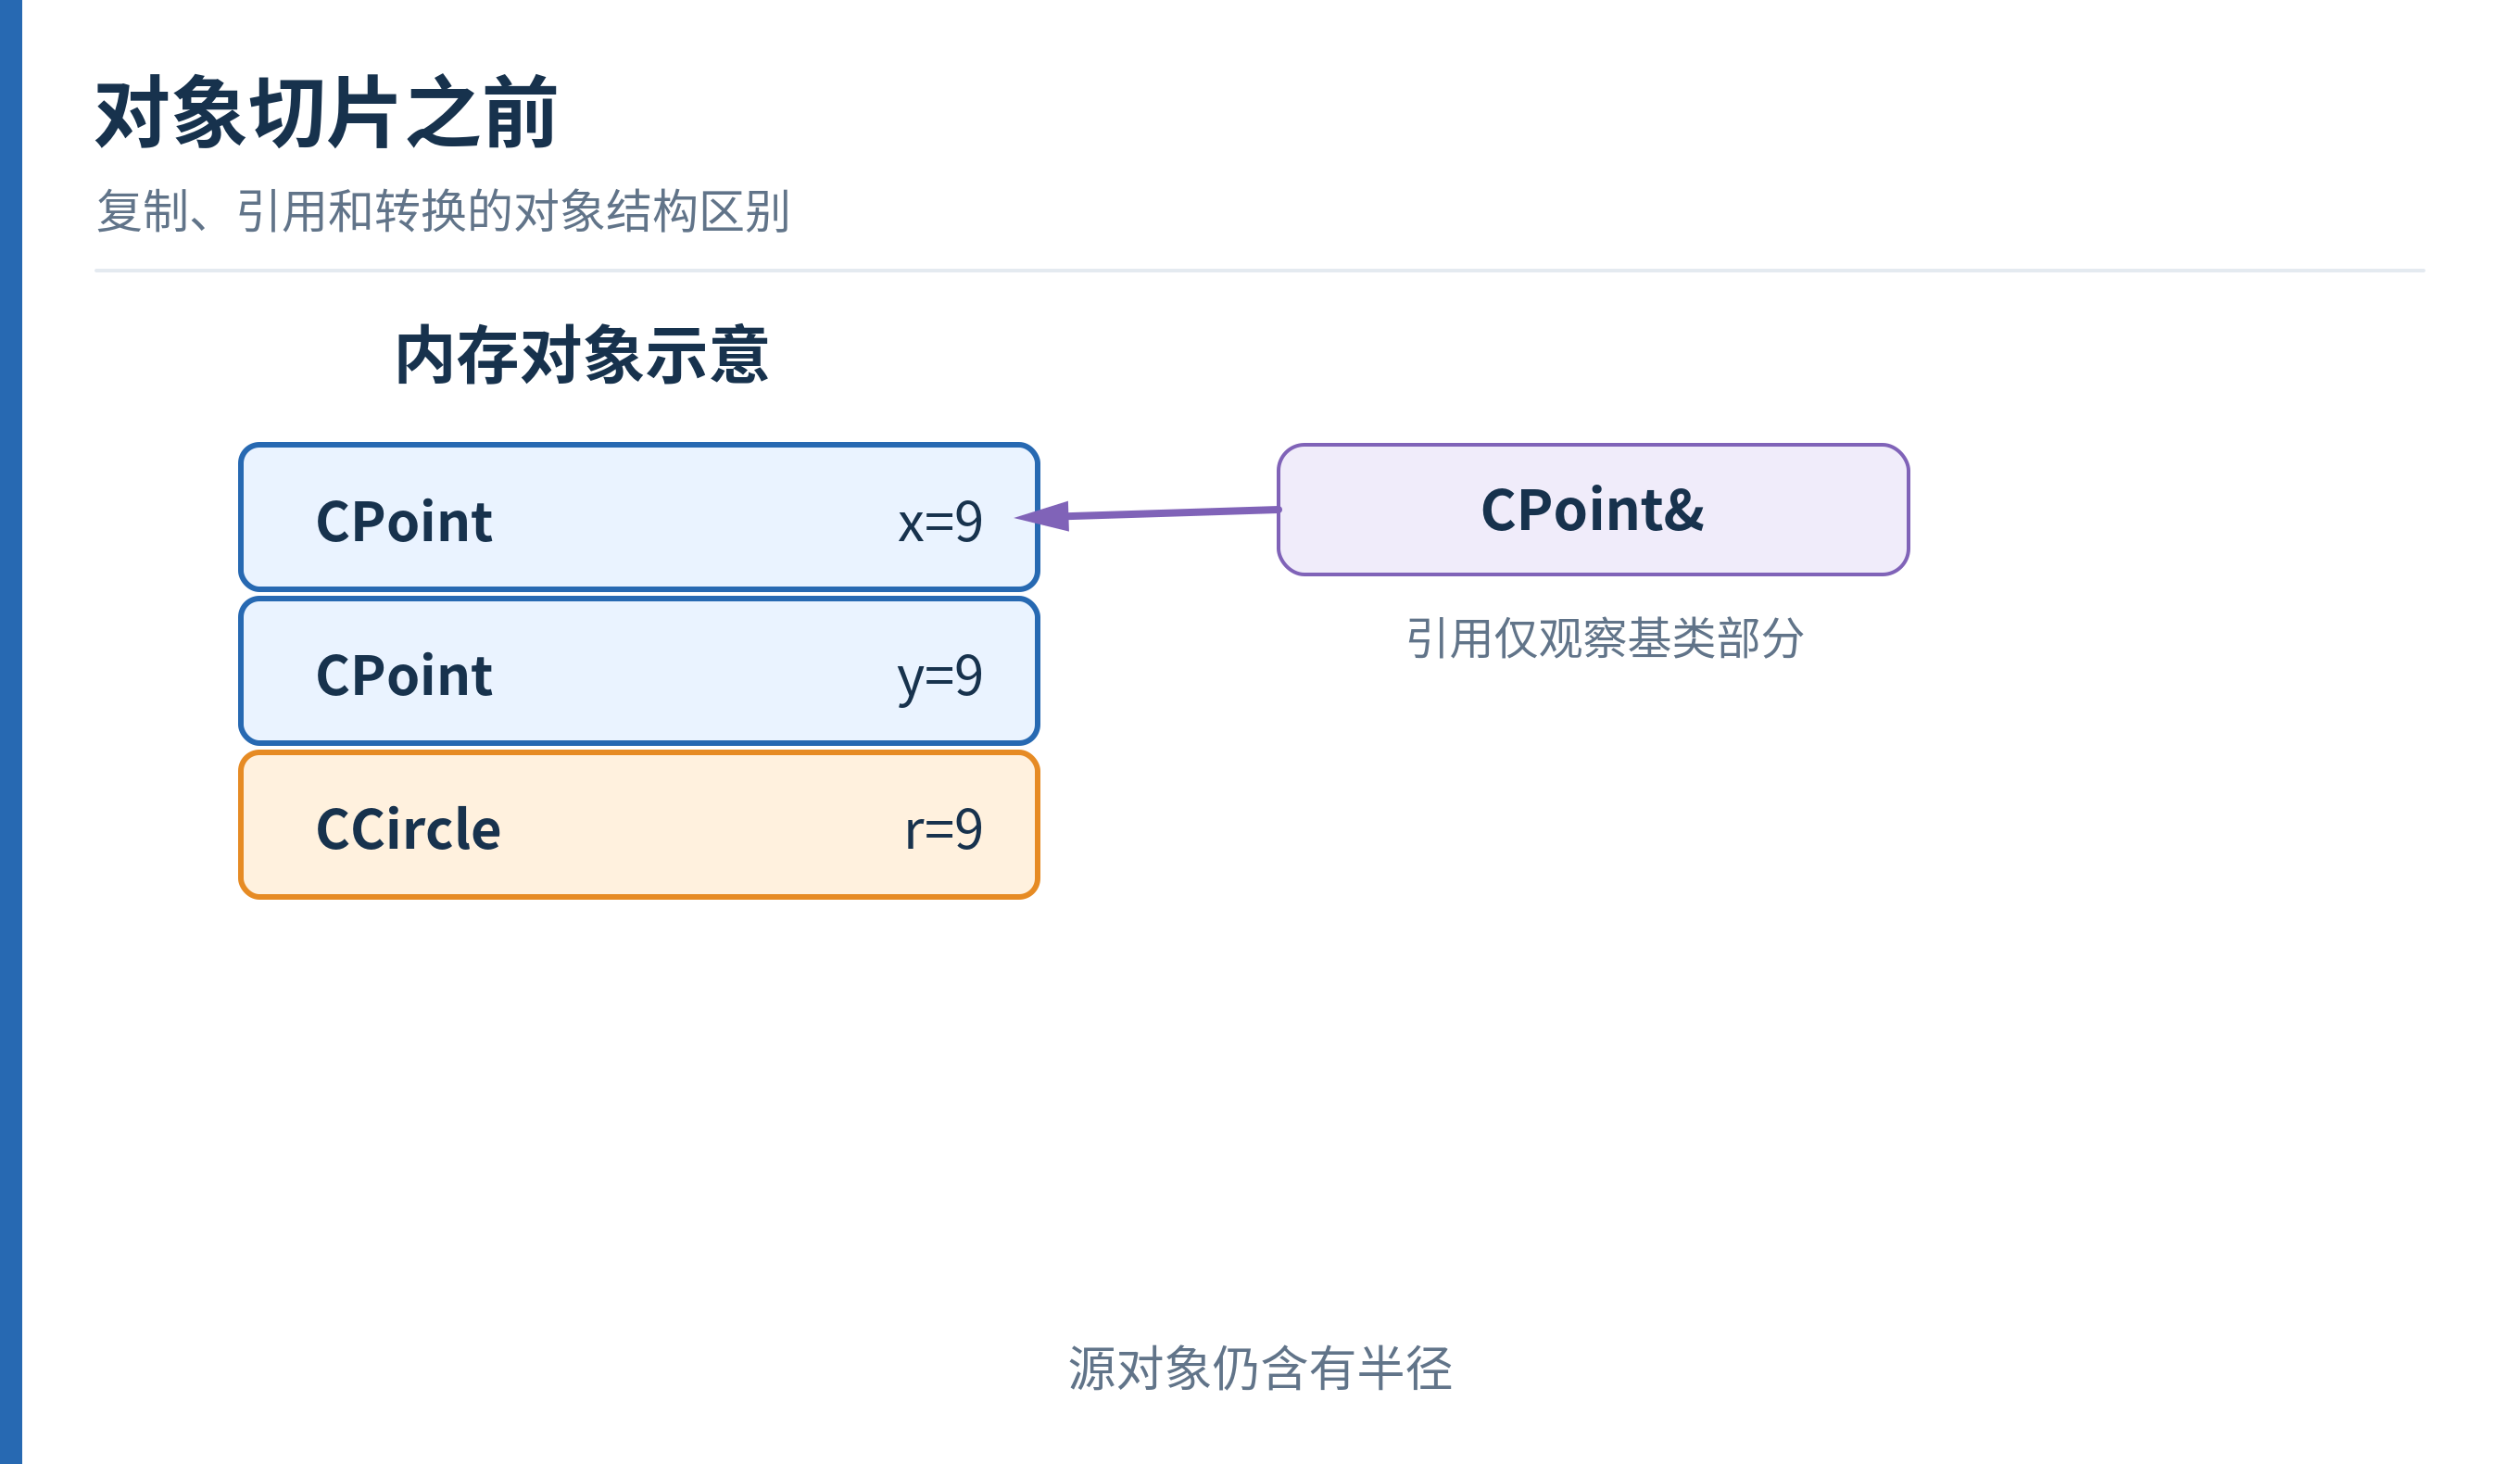 对象切片之前
复制、引用和转换的对象结构区别
内存对象示意
CPoint x=9
CPoint&
CPoint y=9
引用仅观察基类部分
CCircle r=9
源对象仍含有半径